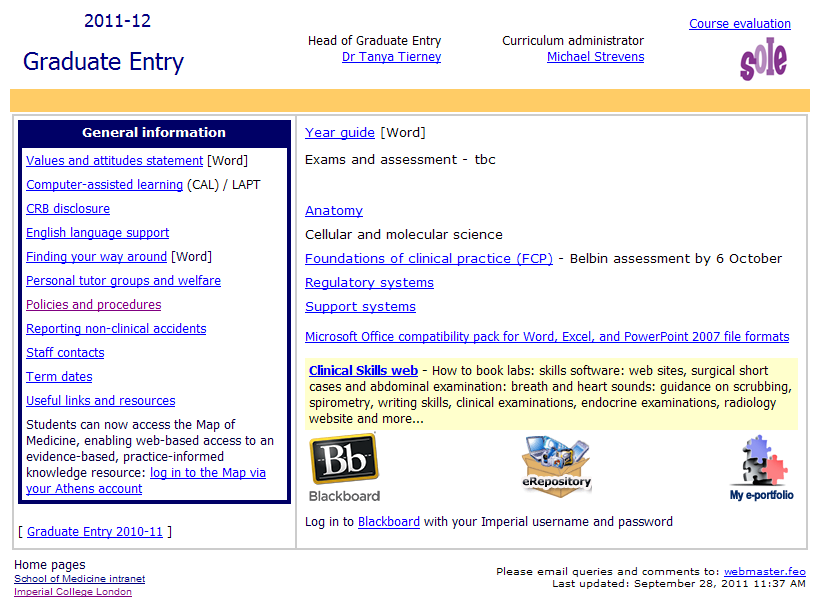 2011-12
Graduate Entry
Head of Graduate Entry
Dr Tanya Tierney
Curriculum administrator
Michael Strevens
Course evaluation
sole
General information
Values and attitudes statement [Word]
Computer-assisted learning (CAL) / LAPT
CRB disclosure
English language support
Finding your way around [Word]
Personal tutor groups and welfare
Policies and procedures
Reporting non-clinical accidents
Staff contacts
Term dates
Useful links and resources
Students can now access the Map of
Medicine, enabling web-based access to an
evidence-based, practice-informed
knowledge resource: log in to the Map via
your Athens account
[ Graduate Entry 2010-11 ]
Year guide [Word]
Exams and assessment - tbc
Anatomy
Cellular and molecular science
Foundations of clinical practice (FCP) - Belbin assessment by 6 October
Regulatory systems
Support systems
Microsoft Office compatibility pack for Word, Excel, and PowerPoint 2007 file formats
Clinical Skills web - How to book labs: skills software: web sites, surgical short
cases and abdominal examination: breath and heart sounds: guidance on scrubbing,
spirometry, writing skills, clinical examinations, endocrine examinations, radiology
website and more...
Bb
Blackboard
eRepository
My e-portfolio
Log in to Blackboard with your Imperial username and password
Home pages
School of Medicine intranet
Imperial College London
Please email queries and comments to: webmaster.feo
Last updated: September 28, 2011 11:37 AM